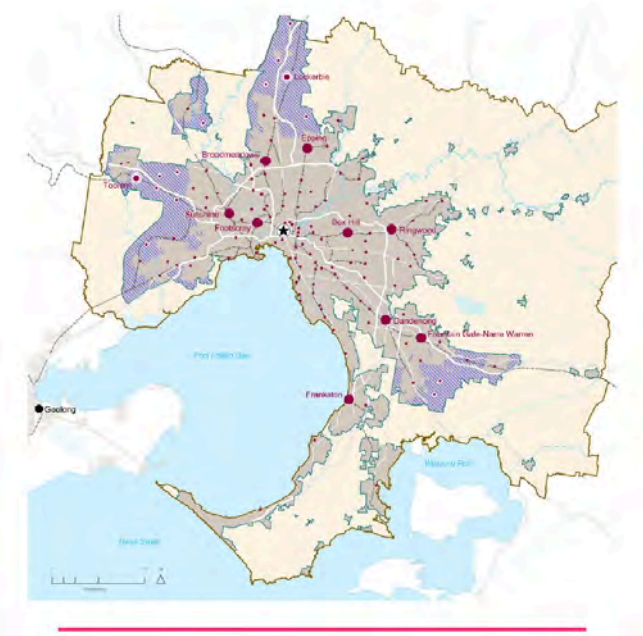 Lockerbie
Epping
Broadmeadows
Toolern
Sunshine
Footscray
Box Hill
Ringwood
Dandenong
Fountain Gate-Narre Warren
Port Phillip Bay
Frankston
Geelong
Western Port
Bass Strait